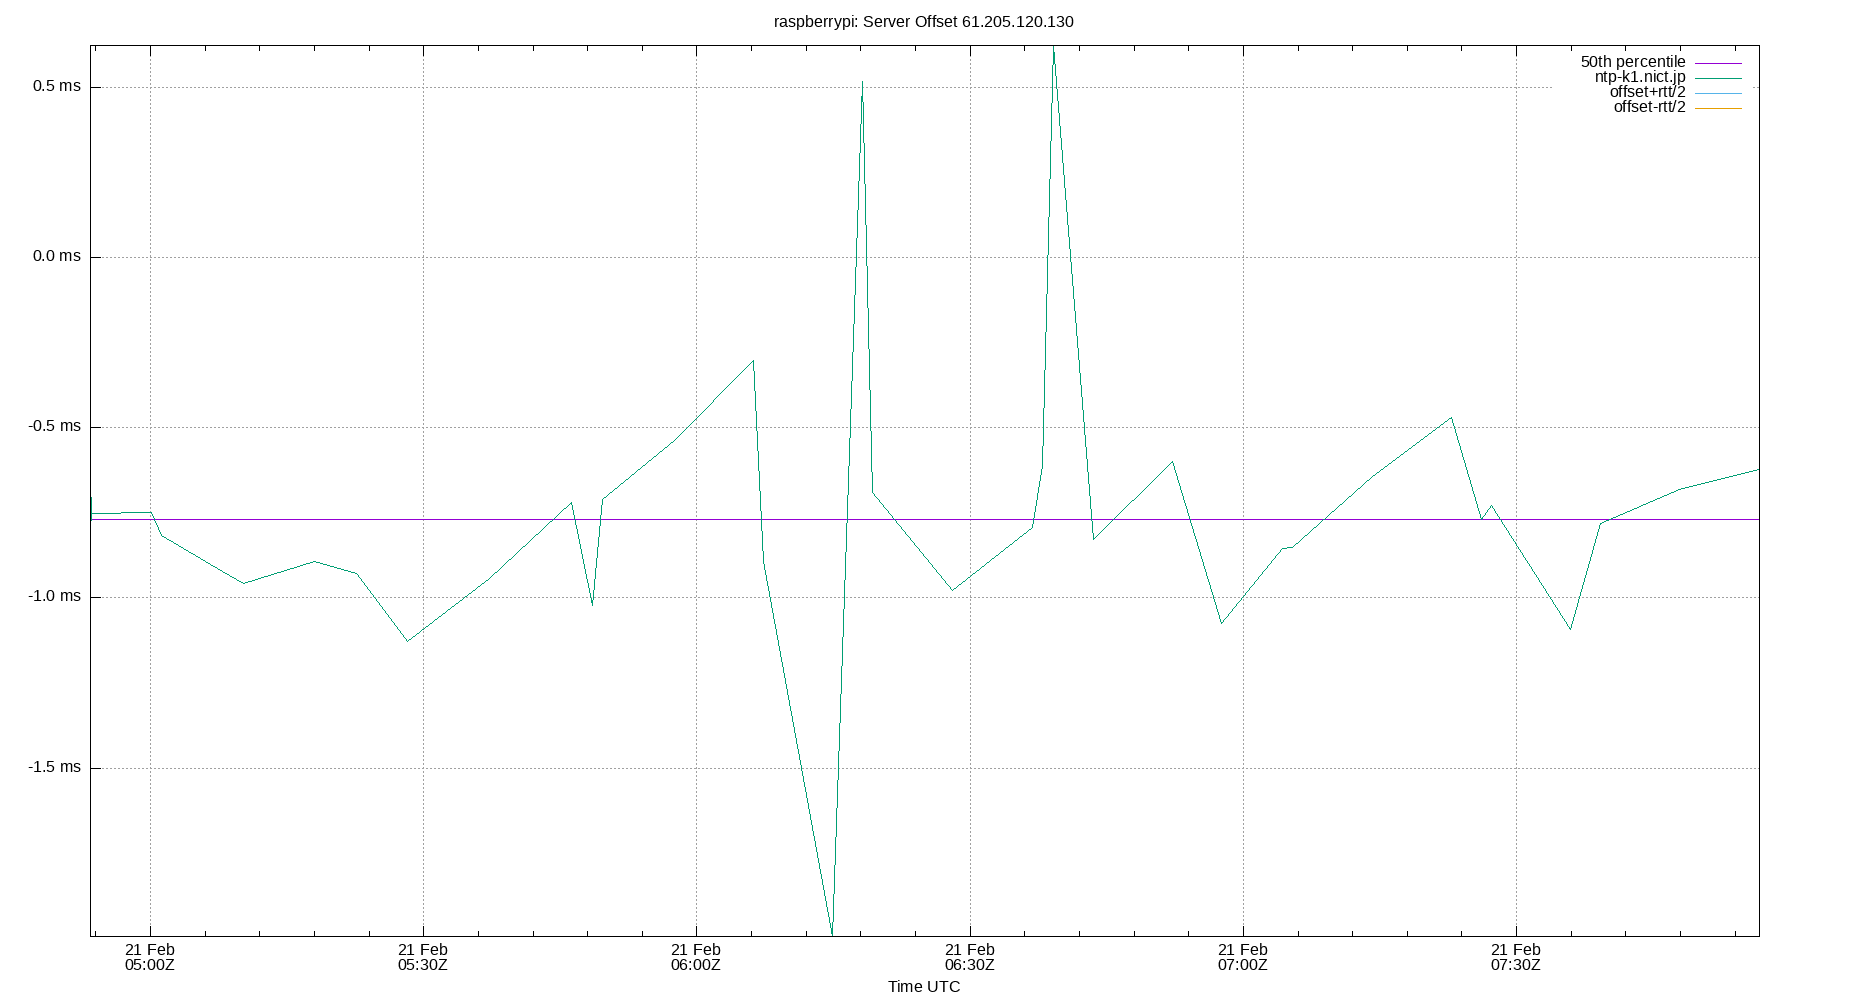 raspberrypi: Server Offset 61.205.120.130
50th percentile
ntp-k1.nict.jp
offset+rtt/2
offset-rtt/2
0.5 ms
0.0 ms
-0.5 ms
-1.0 ms
-1.5 ms
21 Feb
05:00Z
21 Feb
05:30Z
21 Feb
06:00Z
21 Feb
06:30Z
21 Feb
07:00Z
21 Feb
07:30Z
Time UTC